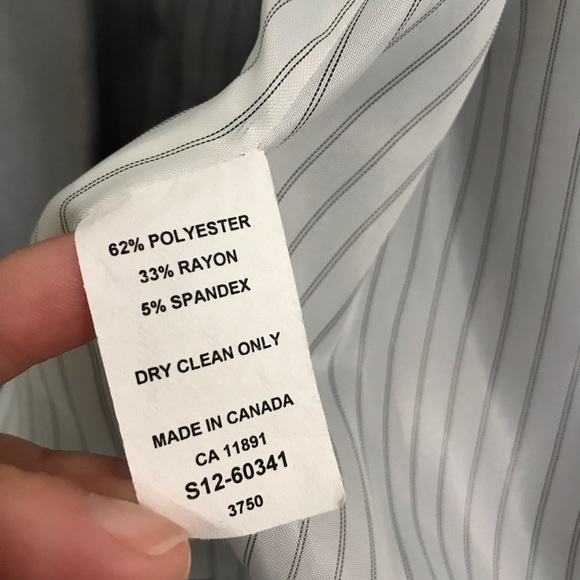 62% POLYESTER
33% RAYON
5% SPANDEX
DRY CLEAN ONLY
MADE IN CANADA
CA 11891
S12-60341
3750